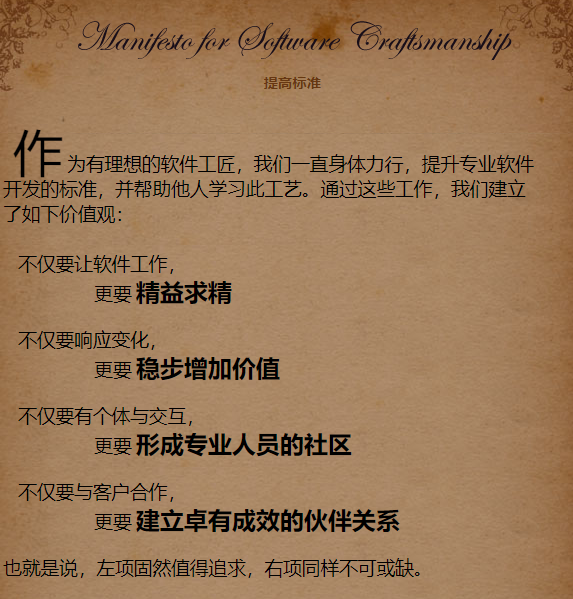 Manifesto for Software Craftsmanship
提高标准
作为有理想的软件工匠，我们一直身体力行，提升专业软件
开发的标准，并帮助他人学习此工艺。通过这些工作，我们建立
了如下价值观：
不仅要让软件工作，
更要 精益求精
不仅要响应变化，
更要 稳步增加价值
不仅要有个体与交互，
更要 形成专业人员的社区
不仅要与客户合作，
更要 建立卓有成效的伙伴关系
也就是说，左项固然值得追求，右项同样不可或缺。